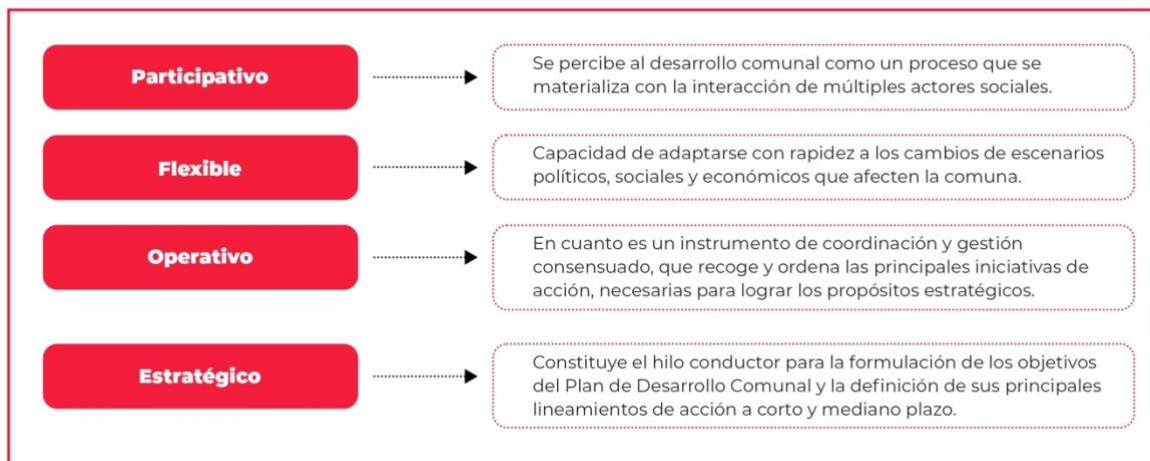 Participativo
Se percibe al desarrollo comunal como un proceso que se
materializa con la interacción de múltiples actores sociales.
Flexible
Capacidad de adaptarse con rapidez a los cambios de escenarios
políticos, sociales y económicos que afecten la comuna.
Operativo
En cuanto es un instrumento de coordinación y gestión
consensuado, que recoge y ordena las principales iniciativas de
acción, necesarias para lograr los propósitos estratégicos.
Estratégico
Constituye el hilo conductor para la formulación de los objetivos
del Plan de Desarrollo Comunal y la definición de sus principales
lineamientos de acción a corto y mediano plazo.